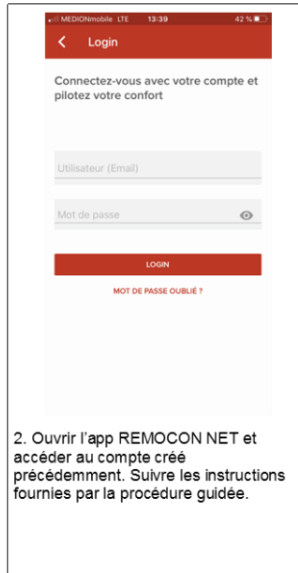 MEDIONmobile LTE 13:39 42 %
Login
Connectez-vous avec votre compte et
pilotez votre confort
Utilisateur (Email)
Mot de passe
LOGIN
MOT DE PASSE OUBLIÉ ?
2. Ouvrir l'app REMOCON NET et
accéder au compte créé
précédemment. Suivre les instructions
fournies par la procédure guidée.